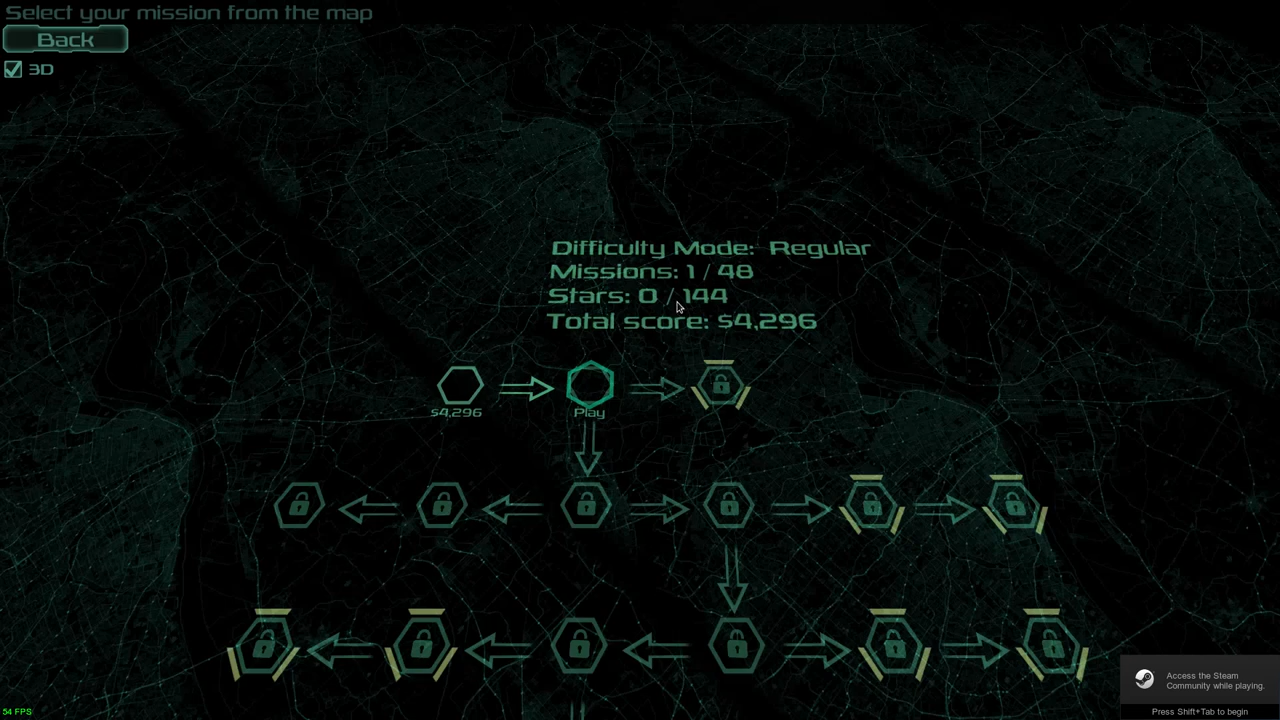 Select your mission from the map
Back
3D
Difficulty Mode: Regular
Missions: 1 / 48
Stars: 0 / 144
Total score: $4,296
$4,296
Play
Access the Steam
Community while playing.
Press Shift+Tab to begin
54 FPS